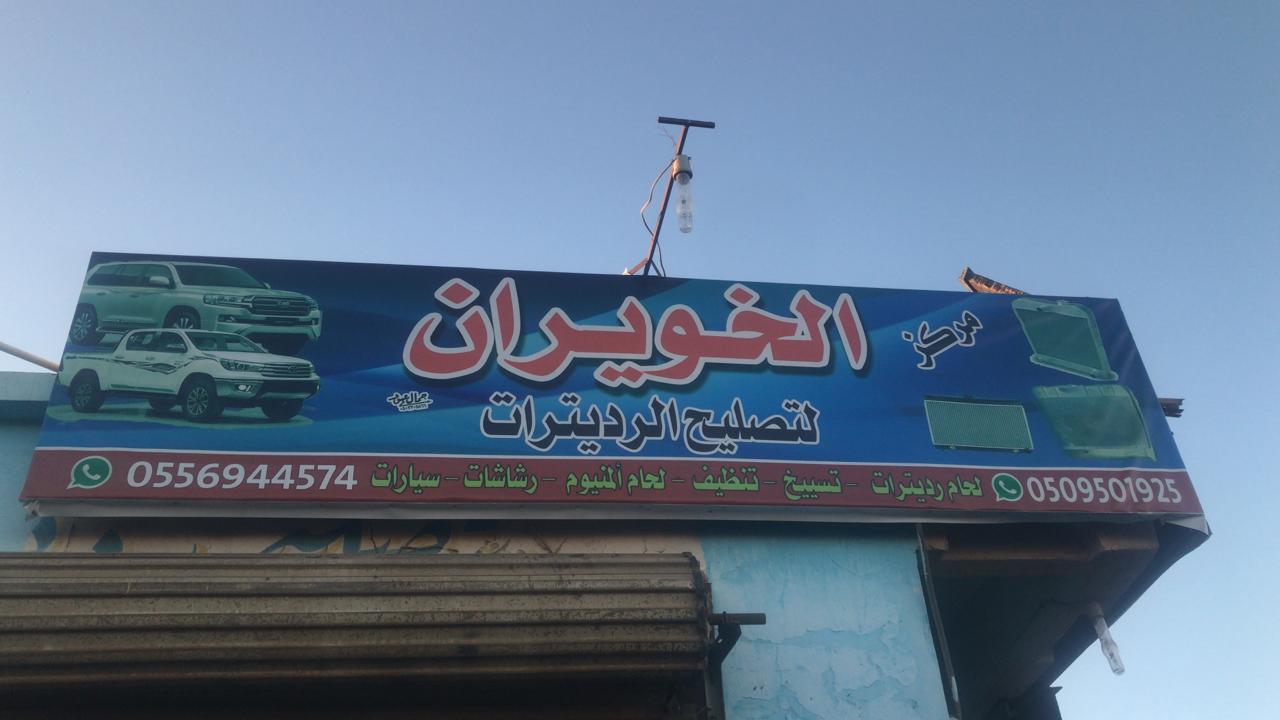 مركز
الخويران
لتصليح الرديترات
0509501925 لحام رديترات - تسييخ - تنظيف - لحام ألمنيوم - رشاشات - سيارات 0556944574